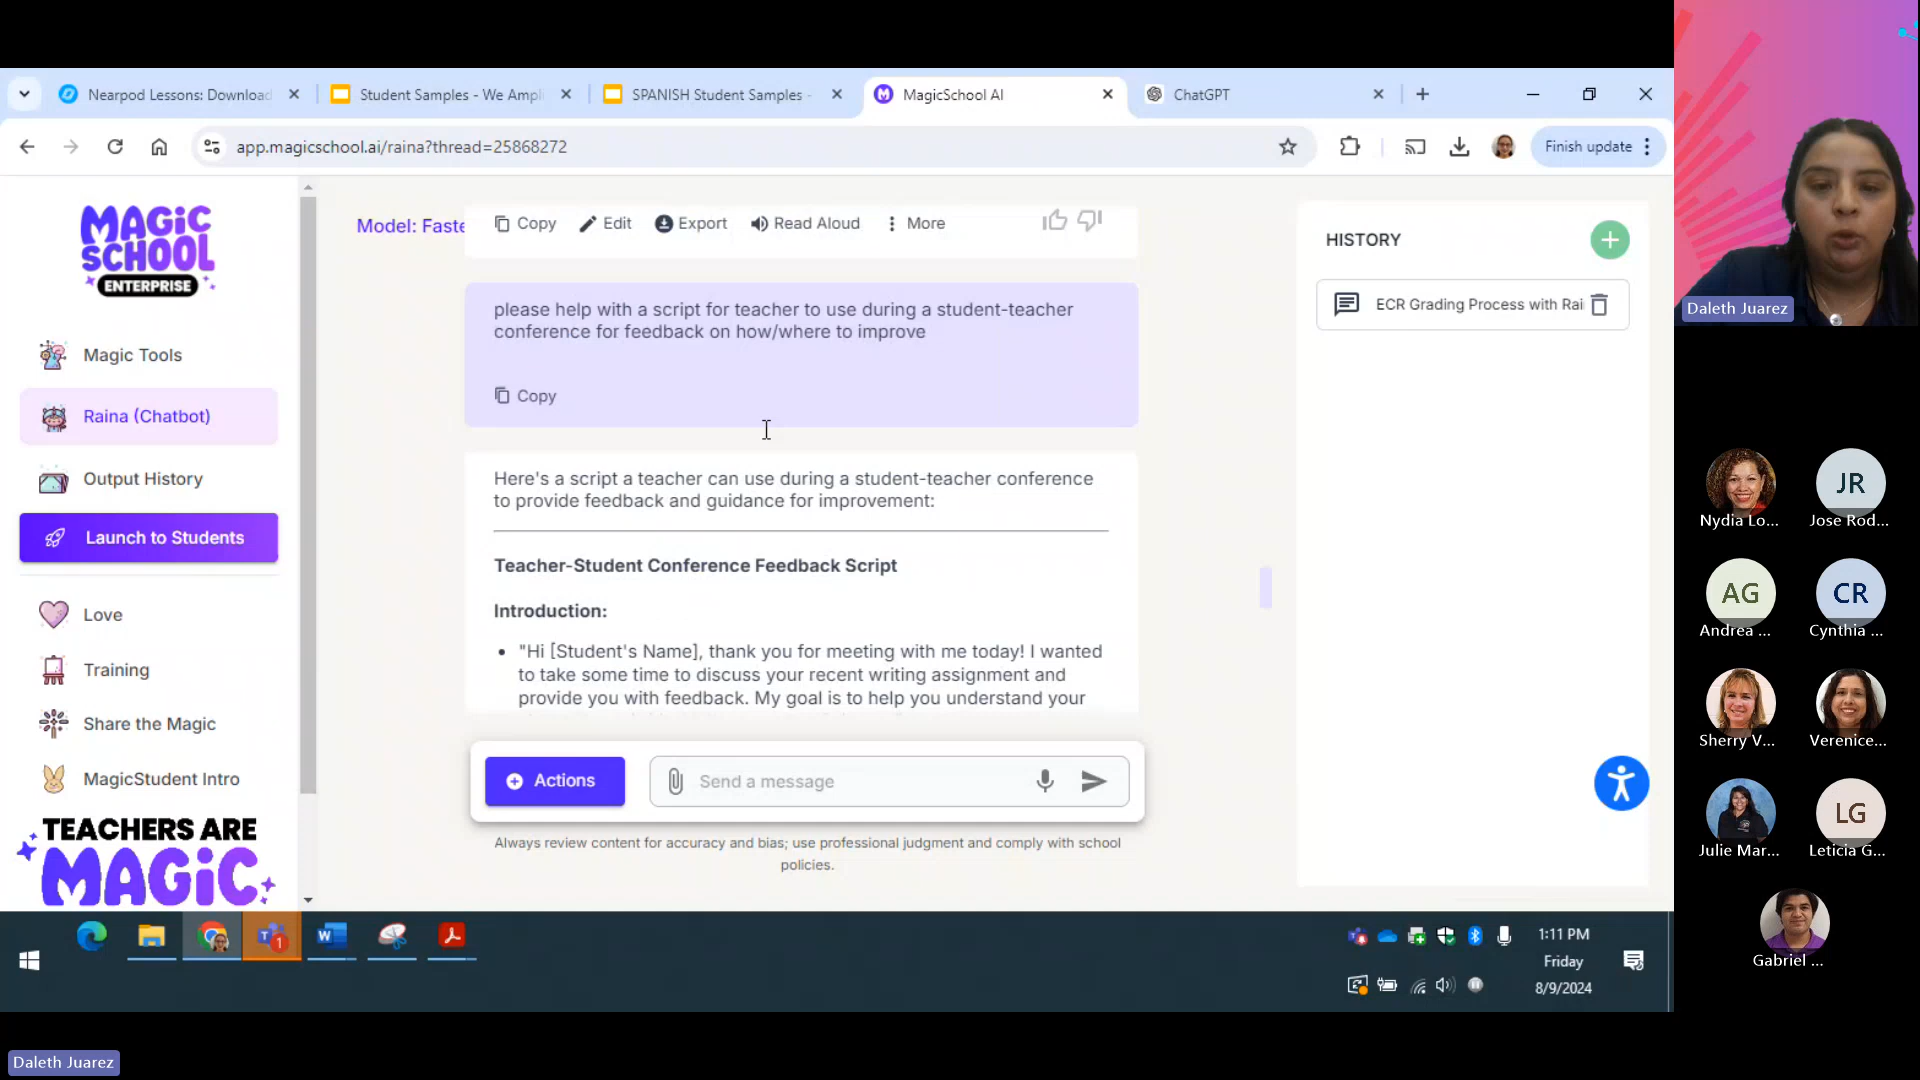 Nearpod Lessons: Download
Student Samples - We Ampl
SPANISH Student Samples -
MagicSchool AI
ChatGPT
app.magicschool.ai/raina?thread=25868272
Finish update
MAGIC
SCHOOL
ENTERPRISE
Magic Tools
Raina (Chatbot)
Output History
Launch to Students
Love
Training
Share the Magic
MagicStudent Intro
TEACHERS ARE
MAGIC
Model: Faste
Copy
Edit
Export
Read Aloud
More
please help with a script for teacher to use during a student-teacher
conference for feedback on how/where to improve
Copy
Here's a script a teacher can use during a student-teacher conference
to provide feedback and guidance for improvement:
Teacher-Student Conference Feedback Script
Introduction:
"Hi [Student's Name], thank you for meeting with me today! I wanted
to take some time to discuss your recent writing assignment and
provide you with feedback. My goal is to help you understand your
Actions
Send a message
Always review content for accuracy and bias; use professional judgment and comply with school
policies.
HISTORY
ECR Grading Process with Rai
1
1:11 PM
Friday
8/9/2024
Daleth Juarez
Nydia Lo...
JR
Jose Rod...
AG
Andrea ...
CR
Cynthia ...
Sherry V...
Verenice...
Julie Mar...
LG
Leticia G...
Gabriel ...
Daleth Juarez